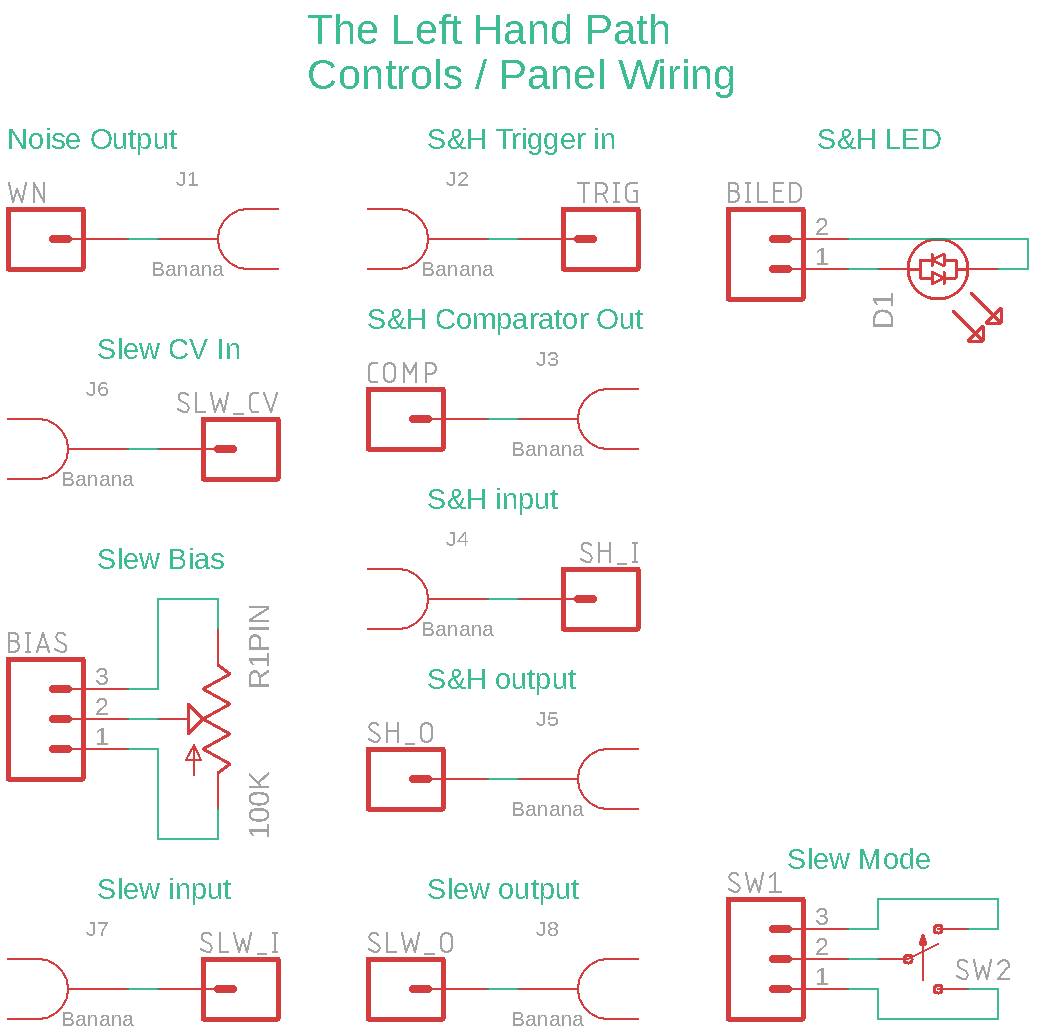 The Left Hand Path
Controls / Panel Wiring
Noise Output
J1
WN
Banana
S&H Trigger in
J2
TRIG
Banana
S&H LED
BILED
2
1
D1
Slew CV In
J6
SLW_CV
Banana
S&H Comparator Out
J3
COMP
Banana
S&H input
J4
SH_I
Banana
Slew Bias
BIAS
3
2
1
R1PIN
100K
S&H output
J5
SH_O
Banana
Slew input
J7
SLW_I
Banana
Slew output
J8
SLW_O
Banana
Slew Mode
SW1
3
2
1
SW2